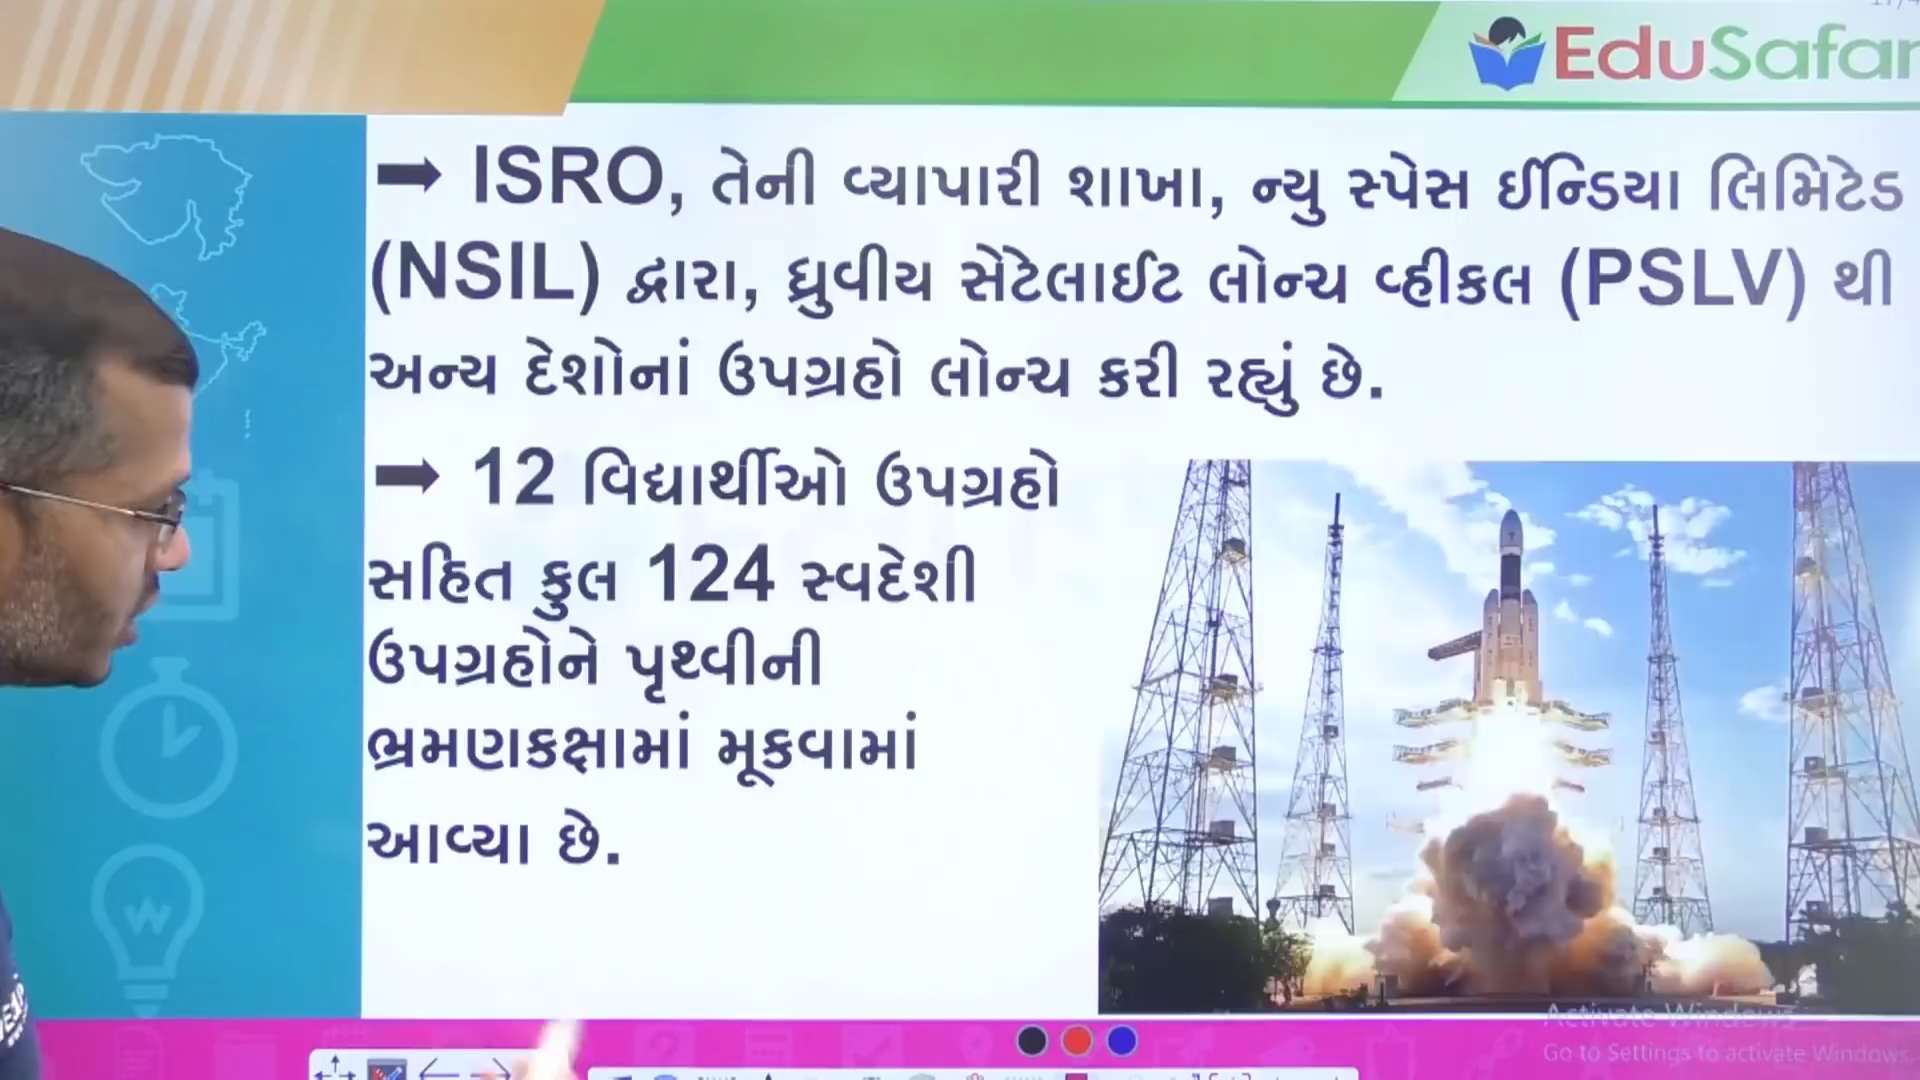 EduSafar
➡ ISRO, તેની વ્યાપારી શાખા, ન્યુ સ્પેસ ઈન્ડિયા લિમિટેડ
(NSIL) દ્વારા, ધ્રુવીય સેટેલાઈટ લોન્ચ વ્હીકલ (PSLV) થી
અન્ય દેશોનાં ઉપગ્રહો લોન્ચ કરી રહ્યું છે.
➡ 12 વિદ્યાર્થીઓ ઉપગ્રહો
સહિત કુલ 124 સ્વદેશી
ઉપગ્રહોને પૃથ્વીની
ભ્રમણકક્ષામાં મૂકવામાં
આવ્યા છે.
Activate Windows
Go to Settings to activate Windows.